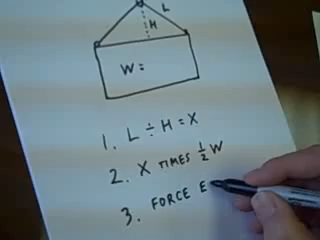 L
H
W =
1. L ÷ H = X
2. X TIMES 1/2 W
3. FORCE E